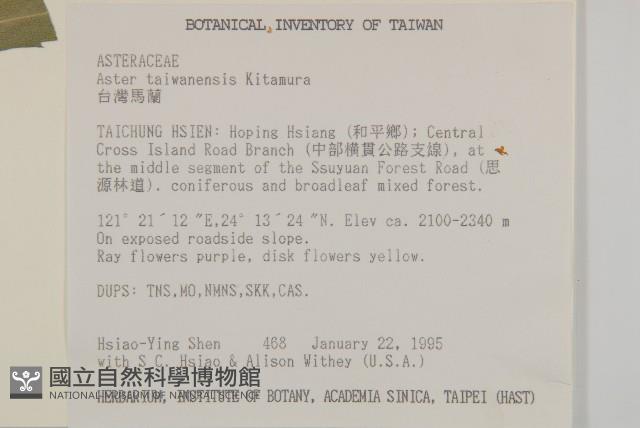 BOTANICAL INVENTORY OF TAIWAN
ASTERACEAE
Aster taiwanensis Kitamura
台灣馬蘭
TAICHUNG HSIEN: Hoping Hsiang (和平鄉); Central
Cross Island Road Branch (中部橫貫公路支線), at
the middle segment of the Ssuyuan Forest Road (思
源林道). coniferous and broadleaf mixed forest.
121° 21´12 ″E,24° 13´24 ″N. Elev ca. 2100-2340 m
On exposed roadside slope.
Ray flowers purple, disk flowers yellow.
DUPS: TNS,MO,NMNS,SKK,CAS.
Hsiao-Ying Shen 468 January 22, 1995
with S.C. Hsiao & Alison Withey (U.S.A.)
國立自然科學博物館
NATIONAL MUSEUM OF NATURAL SCIENCE
HERBARIUM, INSTITUTE OF BOTANY, ACADEMIA SINICA, TAIPEI (HAST)